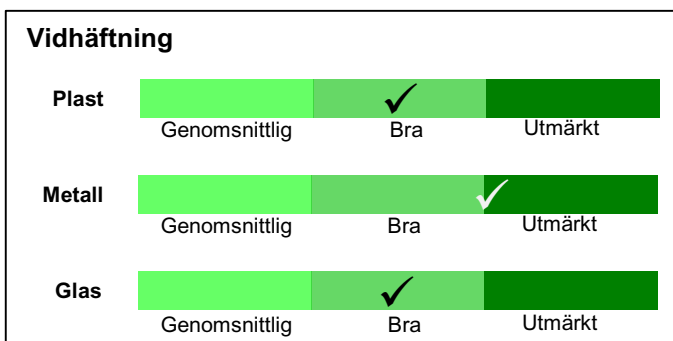 Vidhäftning
Plast
Genomsnittlig Bra Utmärkt
Metall
Genomsnittlig Bra Utmärkt
Glas
Genomsnittlig Bra Utmärkt